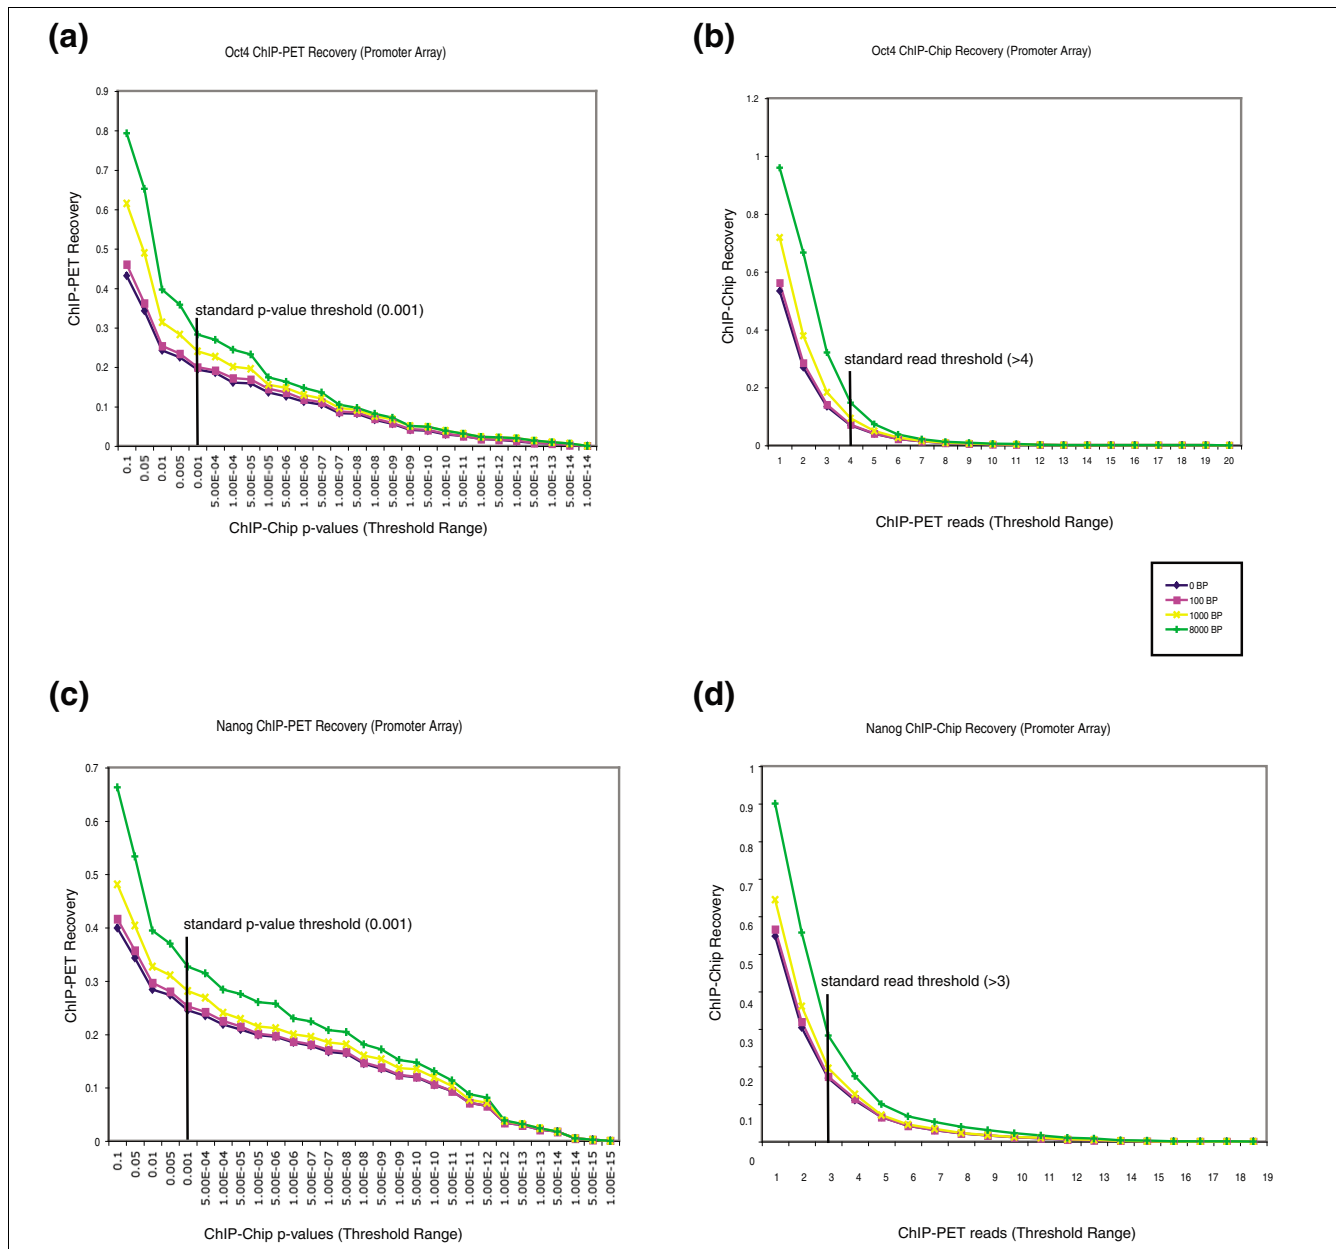 (a)
Oct4 ChIP-PET Recovery (Promoter Array)
0.9
0.8
0.7
0.6
0.5
0.4
0.3
0.2
0.1
0
ChIP-PET Recovery
standard p-value threshold (0.001)
0.1
0.05
0.01
0.005
0.001
5.00E-04
1.00E-04
5.00E-05
1.00E-05
5.00E-06
1.00E-06
5.00E-07
1.00E-07
5.00E-08
1.00E-08
5.00E-09
1.00E-09
5.00E-10
1.00E-10
5.00E-11
1.00E-11
5.00E-12
1.00E-12
5.00E-13
1.00E-13
5.00E-14
1.00E-14
ChIP-Chip p-values (Threshold Range)
(b)
Oct4 ChIP-Chip Recovery (Promoter Array)
1.2
1
0.8
0.6
0.4
0.2
0
ChIP-Chip Recovery
standard read threshold (>4)
1 2 3 4 5 6 7 8 9 10 11 12 13 14 15 16 17 18 19 20
ChIP-PET reads (Threshold Range)
0 BP
100 BP
1000 BP
8000 BP
(c)
Nanog ChIP-PET Recovery (Promoter Array)
0.7
0.6
0.5
0.4
0.3
0.2
0.1
0
ChIP-PET Recovery
standard p-value threshold (0.001)
0.1
0.05
0.01
0.005
0.001
5.00E-04
1.00E-04
5.00E-05
1.00E-05
5.00E-06
1.00E-06
5.00E-07
1.00E-07
5.00E-08
1.00E-08
5.00E-09
1.00E-09
5.00E-10
1.00E-10
5.00E-11
1.00E-11
5.00E-12
1.00E-12
5.00E-13
1.00E-13
5.00E-14
1.00E-14
5.00E-15
1.00E-15
ChIP-Chip p-values (Threshold Range)
(d)
Nanog ChIP-Chip Recovery (Promoter Array)
1
0.9
0.8
0.7
0.6
0.5
0.4
0.3
0.2
0.1
0
ChIP-Chip Recovery
standard read threshold (>3)
1 2 3 4 5 6 7 8 9 10 11 12 13 14 15 16 17 18 19
ChIP-PET reads (Threshold Range)